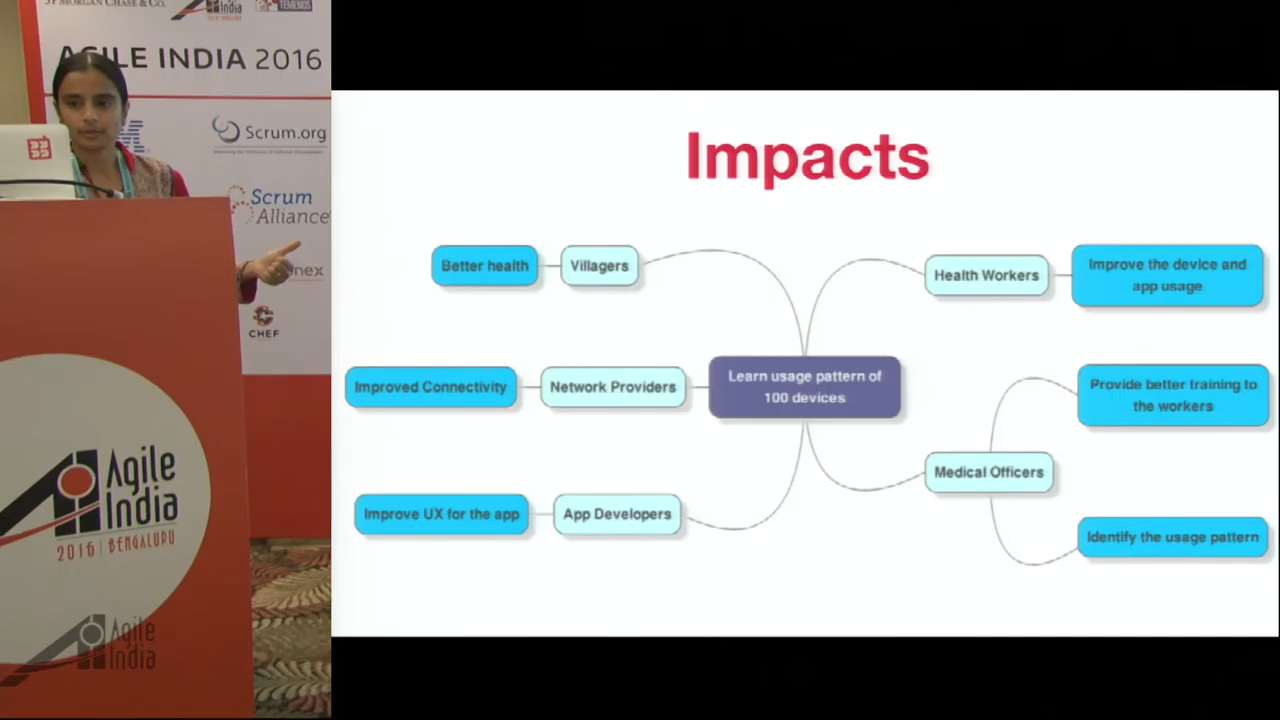 JP MORGAN CHASE & CO.
TEMENOS
AGILE INDIA 2016
Scrum.org
Scrum
Alliance
nex
CHEF
Agile
India
2016 | BENGALURU
Agile
India
Impacts
Better health
Villagers
Health Workers
Improve the device and
app usage
Improved Connectivity
Network Providers
Learn usage pattern of
100 devices
Provide better training to
the workers
Medical Officers
Improve UX for the app
App Developers
Identify the usage pattern